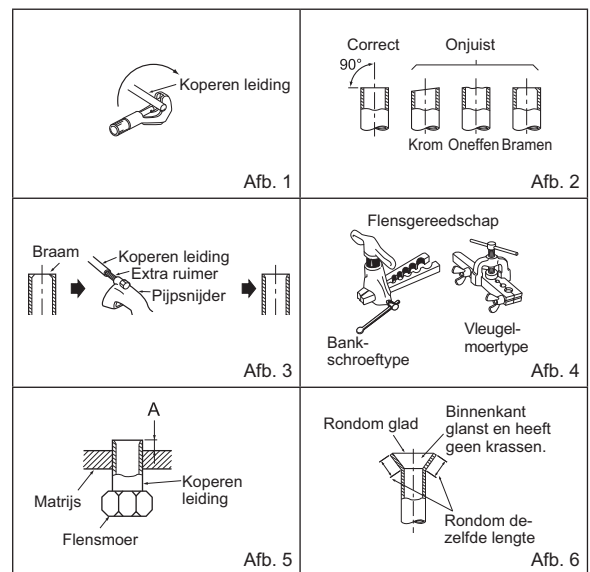 Koperen leiding
Afb. 1
Correct
Onjuist
90°
Krom Oneffen Bramen
Afb. 2
Braam
Koperen leiding
Extra ruimer
Pijpsnijder
Afb. 3
Flensgereedschap
Bank-
schroeftype
Vleugel-
moertype
Afb. 4
A
Koperen
leiding
Matrijs
Flensmoer
Afb. 5
Rondom glad
Binnenkant
glanst en heeft
geen krassen.
Rondom de-
zelfde lengte
Afb. 6